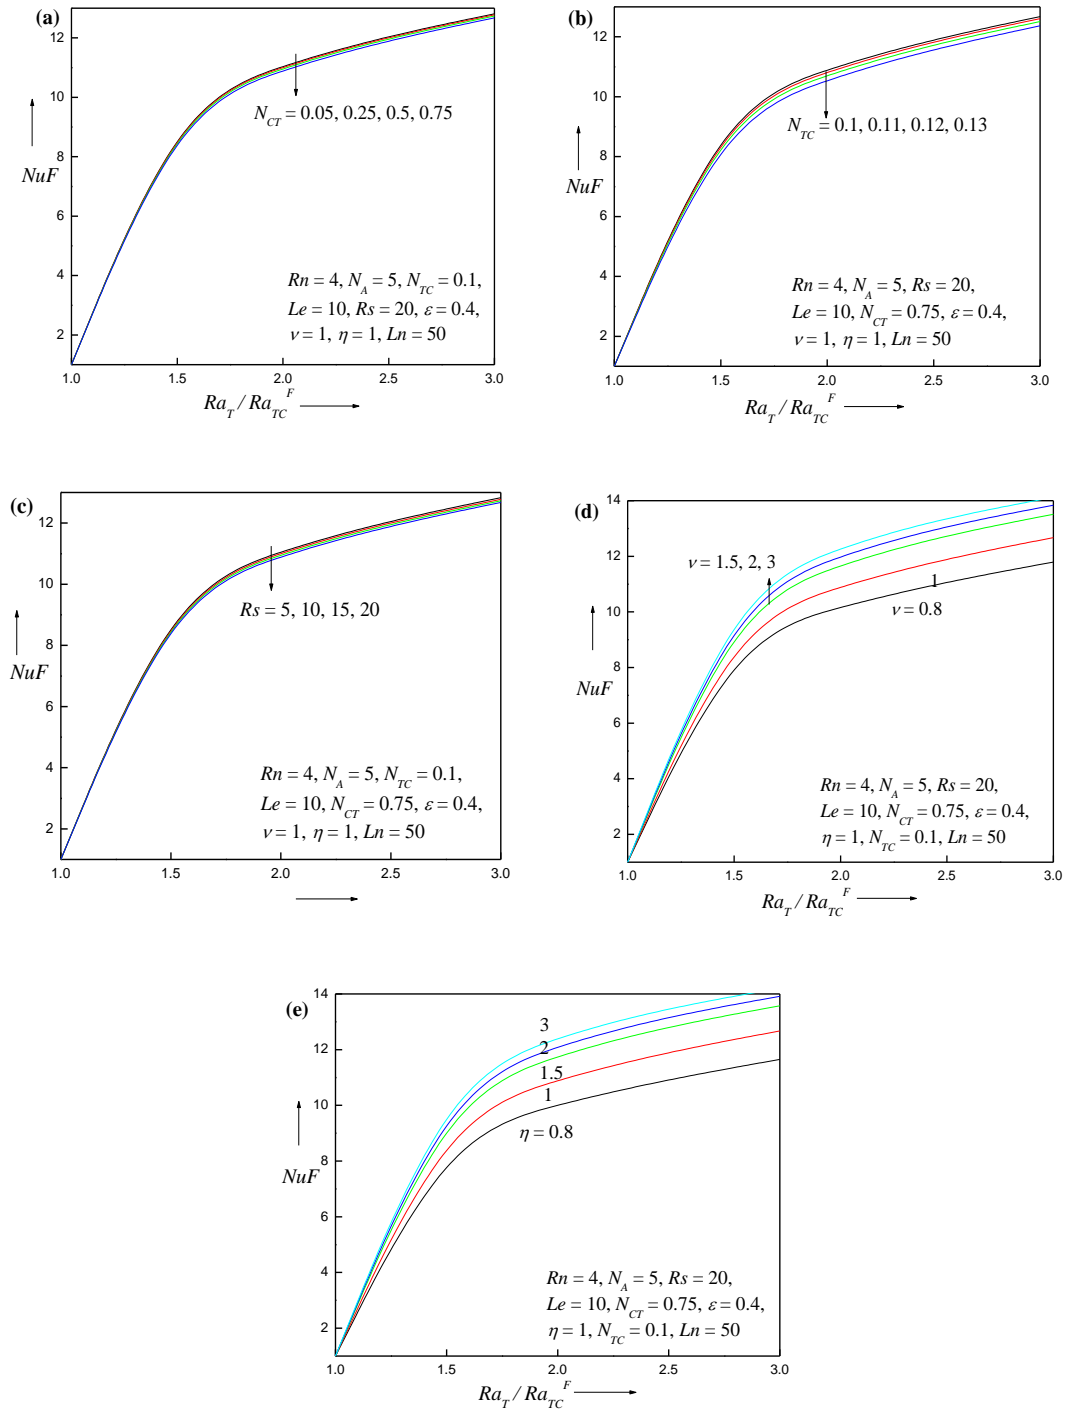 (a)
12
10
8
6
4
2
NuF
N_CT = 0.05, 0.25, 0.5, 0.75
Rn = 4, N_A = 5, N_TC = 0.1,
Le = 10, Rs = 20, ε = 0.4,
ν = 1, η = 1, Ln = 50
1.0 1.5 2.0 2.5 3.0
Ra_T / Ra_TC^F
(b)
12
10
8
6
4
2
NuF
N_TC = 0.1, 0.11, 0.12, 0.13
Rn = 4, N_A = 5, Rs = 20,
Le = 10, N_CT = 0.75, ε = 0.4,
ν = 1, η = 1, Ln = 50
1.0 1.5 2.0 2.5 3.0
Ra_T / Ra_TC^F
(c)
12
10
8
6
4
2
NuF
Rs = 5, 10, 15, 20
Rn = 4, N_A = 5, N_TC = 0.1,
Le = 10, N_CT = 0.75, ε = 0.4,
ν = 1, η = 1, Ln = 50
1.0 1.5 2.0 2.5 3.0
(d)
14
12
10
8
6
4
2
NuF
ν = 1.5, 2, 3
1
ν = 0.8
Rn = 4, N_A = 5, Rs = 20,
Le = 10, N_CT = 0.75, ε = 0.4,
η = 1, N_TC = 0.1, Ln = 50
1.0 1.5 2.0 2.5 3.0
Ra_T / Ra_TC^F
(e)
14
12
10
8
6
4
2
NuF
3
2
1.5
1
η = 0.8
Rn = 4, N_A = 5, Rs = 20,
Le = 10, N_CT = 0.75, ε = 0.4,
η = 1, N_TC = 0.1, Ln = 50
1.0 1.5 2.0 2.5 3.0
Ra_T / Ra_TC^F